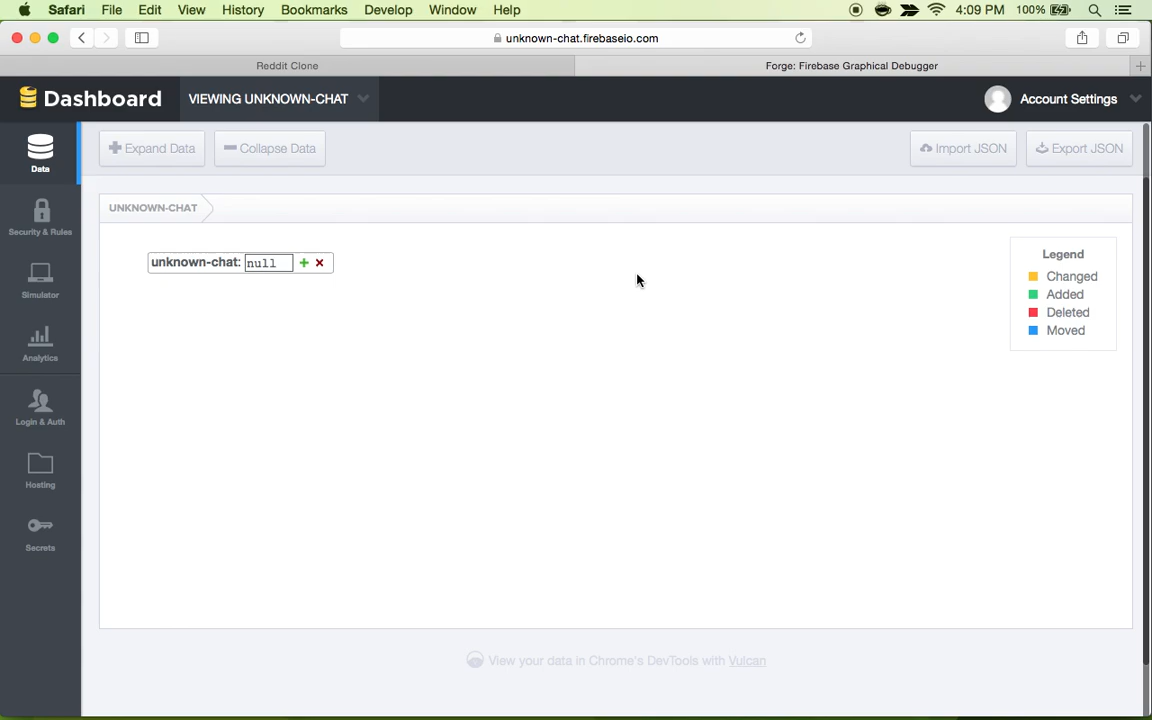 Safari File Edit View History Bookmarks Develop Window Help 4:09 PM 100%
unknown-chat.firebaseio.com
Reddit Clone Forge: Firebase Graphical Debugger
Dashboard VIEWING UNKNOWN-CHAT Account Settings
Data
Security & Rules
Simulator
Analytics
Login & Auth
Hosting
Secrets
Expand Data Collapse Data Import JSON Export JSON
UNKNOWN-CHAT
unknown-chat: null
Legend
Changed
Added
Deleted
Moved
View your data in Chrome's DevTools with Vulcan